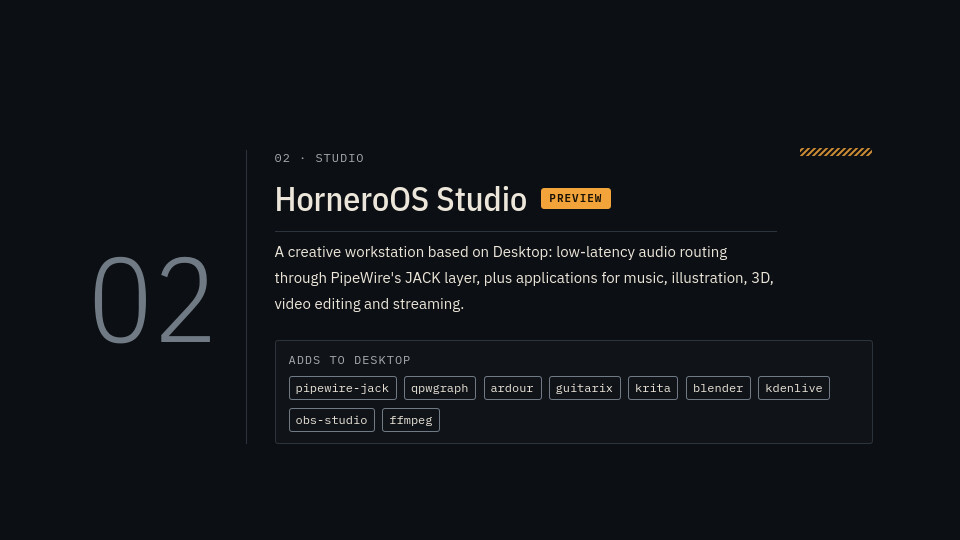 02
02 · STUDIO
HorneroOS Studio PREVIEW
A creative workstation based on Desktop: low-latency audio routing
through PipeWire's JACK layer, plus applications for music, illustration, 3D,
video editing and streaming.
ADDS TO DESKTOP
pipewire-jack qpwgraph ardour guitarix krita blender kdenlive
obs-studio ffmpeg